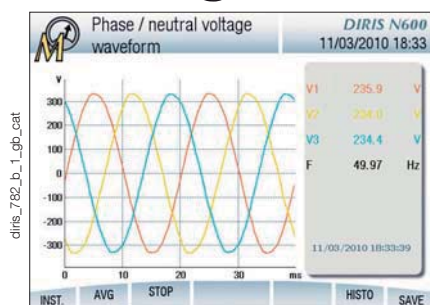 Phase / neutral voltage
waveform
DIRIS N600
11/03/2010 18:33
diris_782_b_1_gb_cat
V
300
200
100
0
-100
-200
-300
0 10 20 30 ms
V1 235.9 V
V2 234.0 V
V3 234.4 V
F 49.97 Hz
11/03/2010 18:33:39
INST. AVG STOP HISTO SAVE